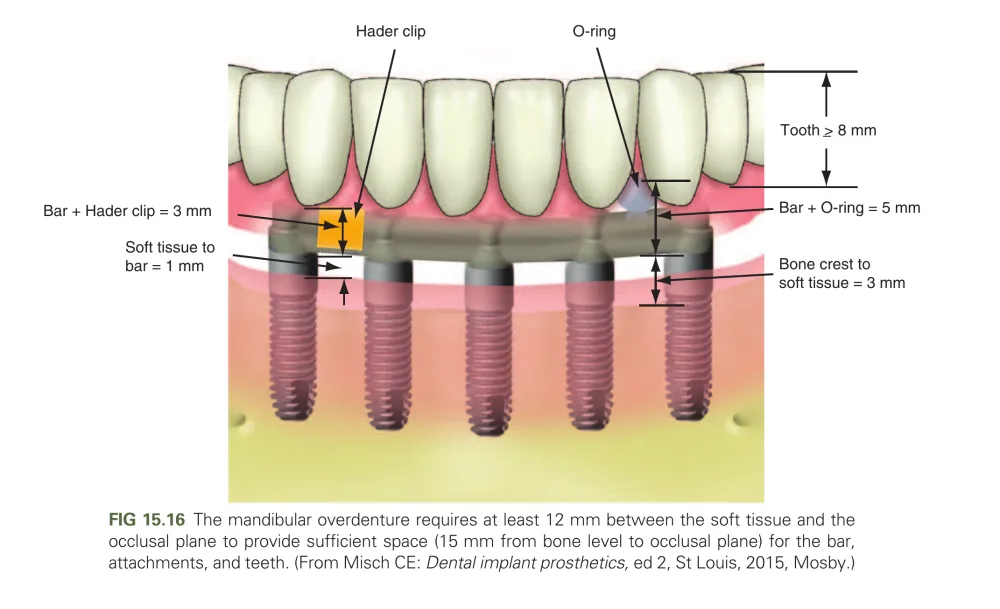 Hader clip
O-ring
Tooth ≥ 8 mm
Bar + Hader clip = 3 mm
Bar + O-ring = 5 mm
Soft tissue to
bar = 1 mm
Bone crest to
soft tissue = 3 mm
FIG 15.16 The mandibular overdenture requires at least 12 mm between the soft tissue and the
occlusal plane to provide sufficient space (15 mm from bone level to occlusal plane) for the bar,
attachments, and teeth. (From Misch CE: Dental implant prosthetics, ed 2, St Louis, 2015, Mosby.)